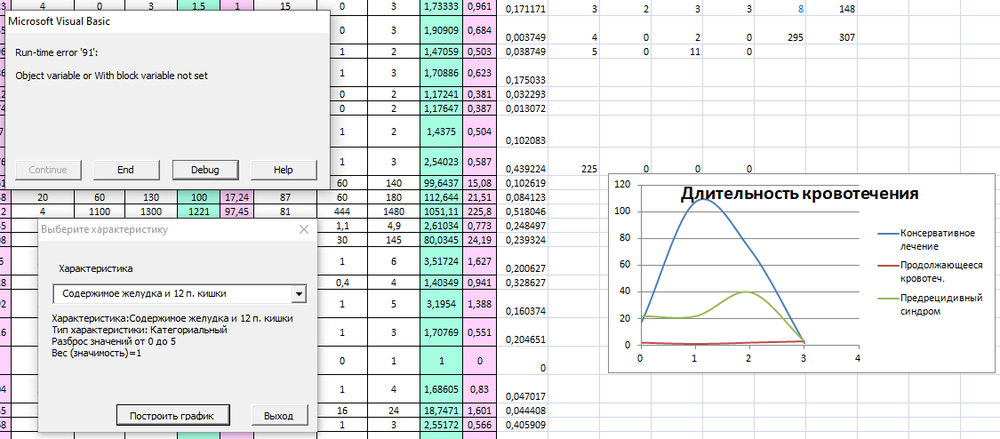 3 4 0 3 1.5 1 15 0 3 1,73333 0,961 0,171171 3 2 3 3 8 148
Microsoft Visual Basic
0 3 1,90909 0,684 0,003749 4 0 2 0 295 307
Run-time error '91':
1 2 1,47059 0,503 0,038749 5 0 11 0
Object variable or With block variable not set
1 3 1,70886 0,623 0,175033
0 2 1,17241 0,381 0,032293
0 2 1,17647 0,387 0,013072
1 2 1,4375 0,504 0,102083
1 3 2,54023 0,587 0,439224 225 0 0 0
Continue End Debug Help
60 140 99,6437 15,08 0,102619
20 60 130 100 17,24 87 60 180 112,644 21,51 0,084123
4 1100 1300 1221 97,45 81 444 1480 1051,11 225,8 0,518046
Выберите характеристику
1,1 4,9 2,61034 0,773 0,248497
30 145 80,0345 24,19 0,239324
Характеристика
1 6 3,51724 1,627 0,200627
0,4 4 1,40349 0,941 0,328627
Содержимое желудка и 12 п. кишки
1 5 3,1954 1,388 0,160374
Характеристика:Содержимое желудка и 12 п. кишки
Тип характеристики: Категориальный
Разброс значений от 0 до 5
Вес (значимость)=1
1 3 1,70769 0,551 0,204651
0 1 1 0 0
1 4 1,68605 0,83 0,047017
Построить график Выход
16 24 18,7471 1,601 0,044408
1 3 2,55172 0,566 0,405909
Длительность кровотечения
120
100
80
60
40
20
0
0 1 2 3 4
Консервативное
лечение
Продолжающееся
кровотеч.
Предрецидивный
синдром